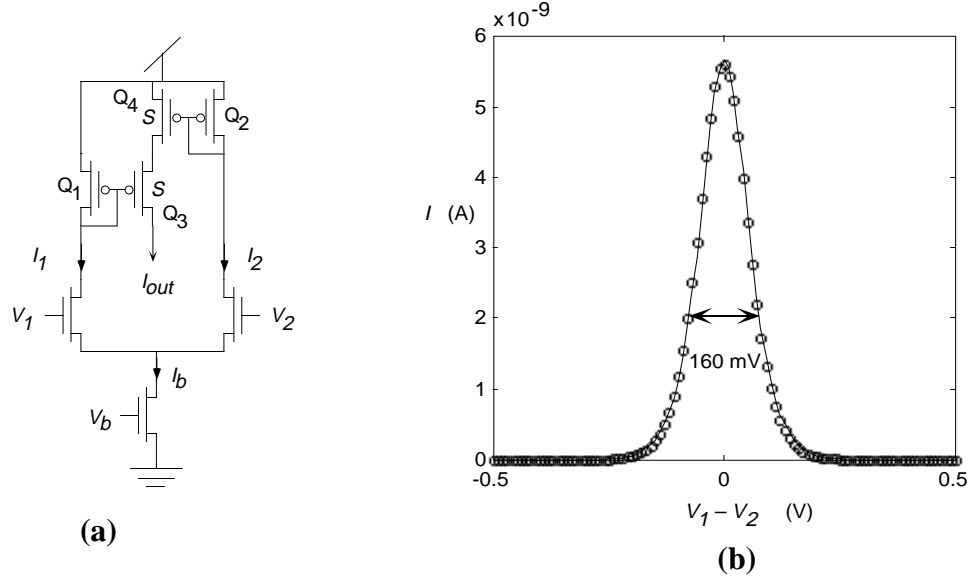 Q4
S
Q2
Q1
S
Q3
I1
I2
Iout
V1
V2
Ib
Vb
(a)
x10-9
6
5
4
3
2
1
0
I (A)
160 mV
-0.5
0
0.5
V1 – V2 (V)
(b)